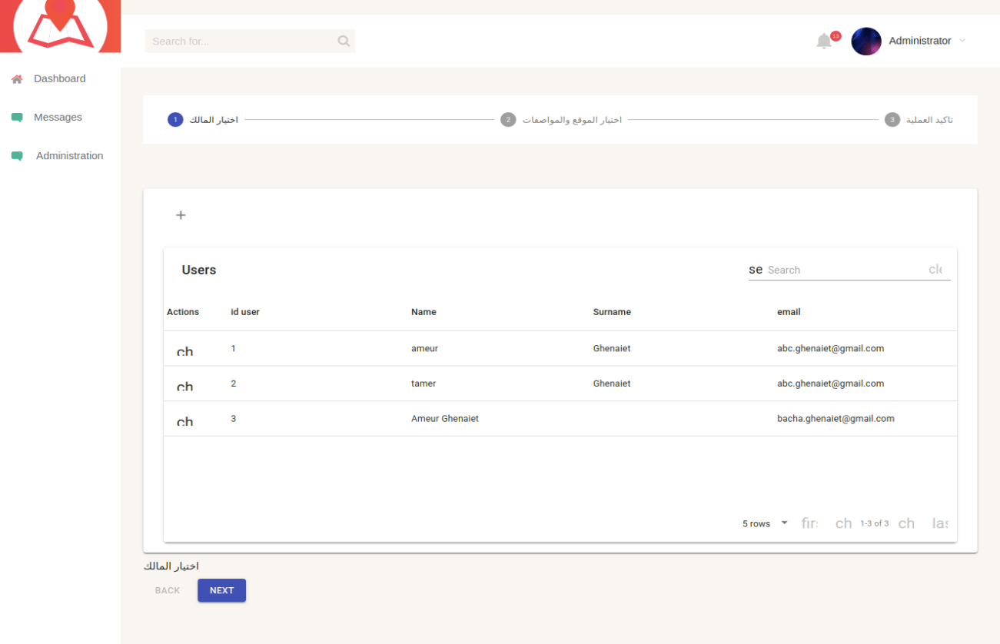 Search for...
13
Administrator
Dashboard
Messages
Administration
1 اختيار المالك
2 اختيار الموقع والمواصفات
3 تاكيد العملية
+
Users
se Search cle
Actions id user Name Surname email
ch 1 ameur Ghenaiet abc.ghenaiet@gmail.com
ch 2 tamer Ghenaiet abc.ghenaiet@gmail.com
ch 3 Ameur Ghenaiet bacha.ghenaiet@gmail.com
5 rows firs ch 1-3 of 3 ch las
اختيار المالك
BACK NEXT